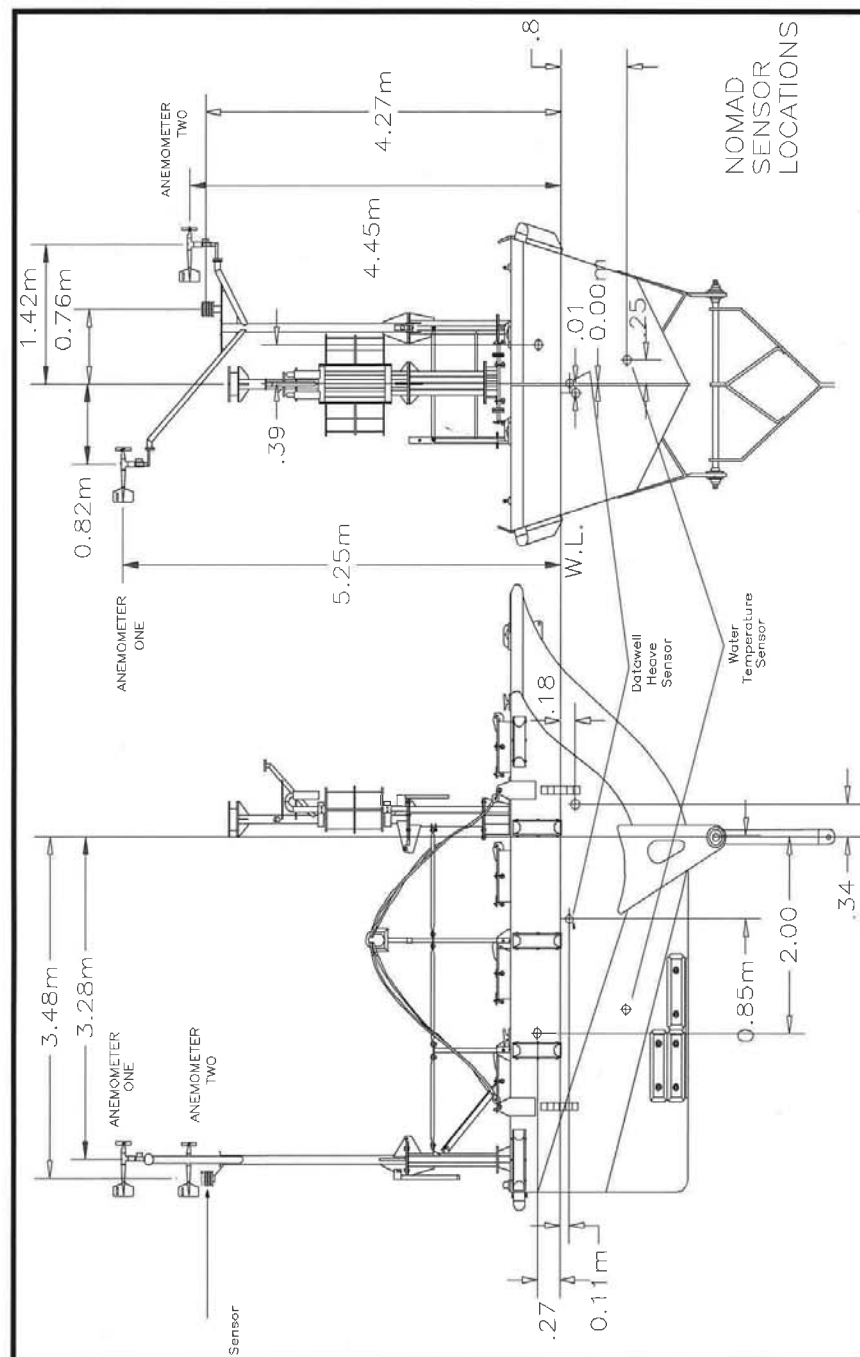 NOMAD
SENSOR
LOCATIONS
ANEMOMETER
TWO
1.42m
0.76m
4.27m
4.45m
.8
.39
.01
0.00m
.25
0.82m
5.25m
W.L.
ANEMOMETER
ONE
Datawell
Heave
Sensor
Water
Temperature
Sensor
.18
3.48m
3.28m
ANEMOMETER
ONE
ANEMOMETER
TWO
Sensor
.34
2.00
0.85m
.27
0.11m